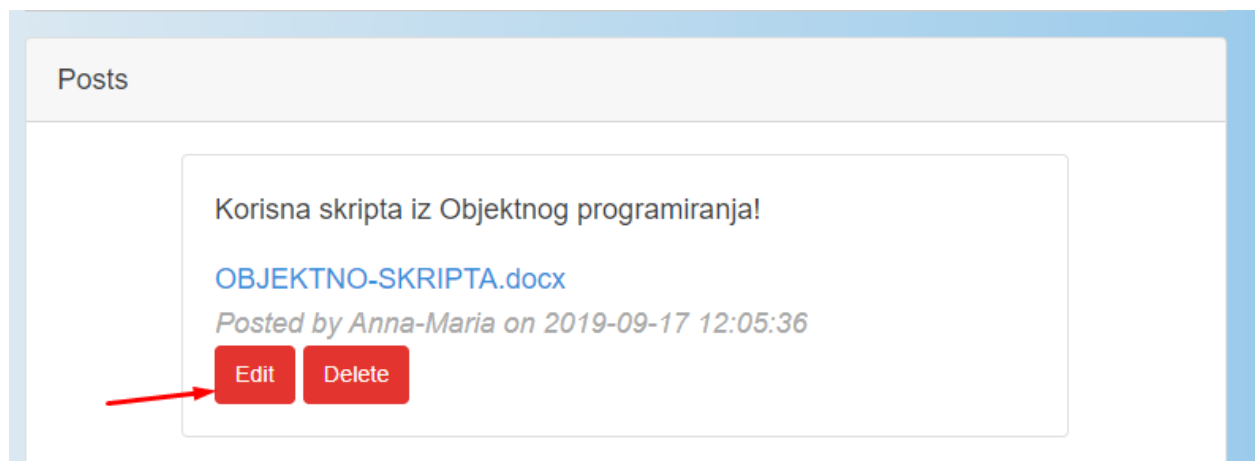 Posts
Korisna skripta iz Objektnog programiranja!
OBJEKTNO-SKRIPTA.docx
Posted by Anna-Maria on 2019-09-17 12:05:36
Edit Delete